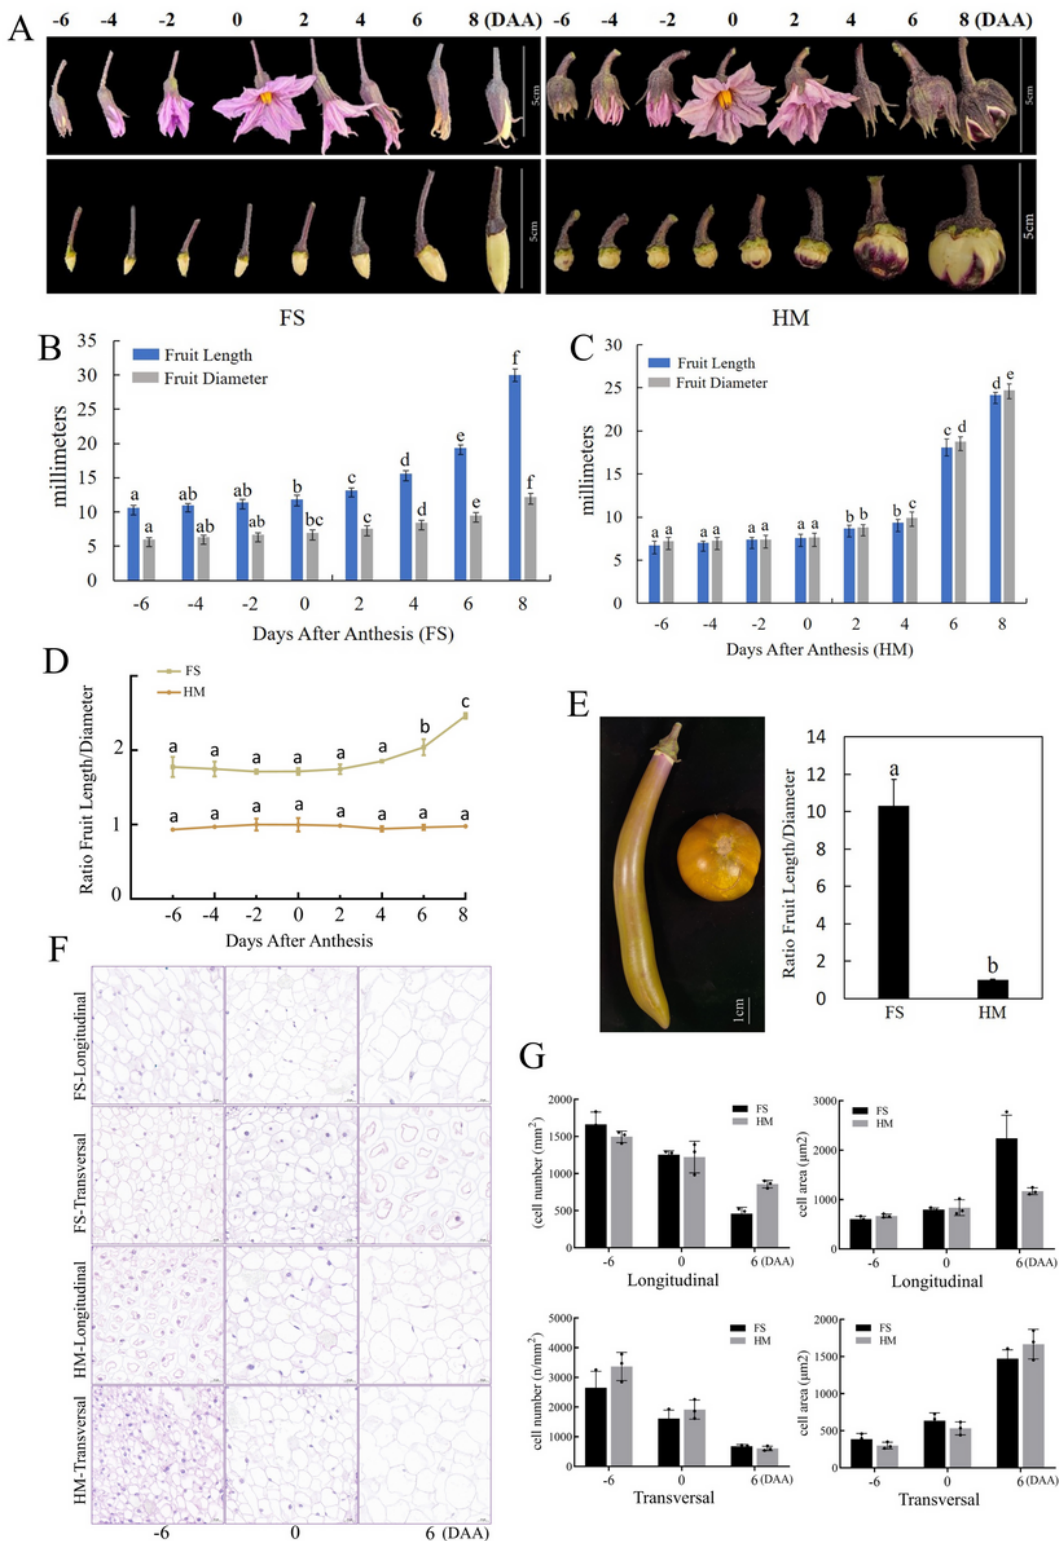 A
-6 -4 -2 0 2 4 6 8 (DAA)
-6 -4 -2 0 2 4 6 8 (DAA)
5cm
5cm
5cm
5cm
FS
HM
B
35
30
25
20
15
10
5
0
millimeters
Fruit Length
Fruit Diameter
a ab ab b c d e f
a ab ab bc c d e f
-6 -4 -2 0 2 4 6 8
Days After Anthesis (FS)
C
30
25
20
15
10
5
0
millimeters
Fruit Length
Fruit Diameter
a a a a a a a a b b b c c d d e
-6 -4 -2 0 2 4 6 8
Days After Anthesis (HM)
D
FS
HM
Ratio Fruit Length/Diameter
2
1
0
a a a a a a b c
a a a a a a a a
-6 -4 -2 0 2 4 6 8
Days After Anthesis
E
1cm
Ratio Fruit Length/Diameter
14
12
10
8
6
4
2
0
a
b
FS HM
F
FS-Longitudinal
FS-Transversal
HM-Longitudinal
HM-Transversal
-6 0 6 (DAA)
G
(cell number (mm²)
2000
1500
1000
500
0
FS
HM
-6 0 6 (DAA)
Longitudinal
cell area (μm2)
3000
2000
1000
0
FS
HM
-6 0 6 (DAA)
Longitudinal
cell number (n/mm²)
5000
4000
3000
2000
1000
0
FS
HM
-6 0 6 (DAA)
Transversal
cell area (μm2)
2000
1500
1000
500
0
FS
HM
-6 0 6 (DAA)
Transversal